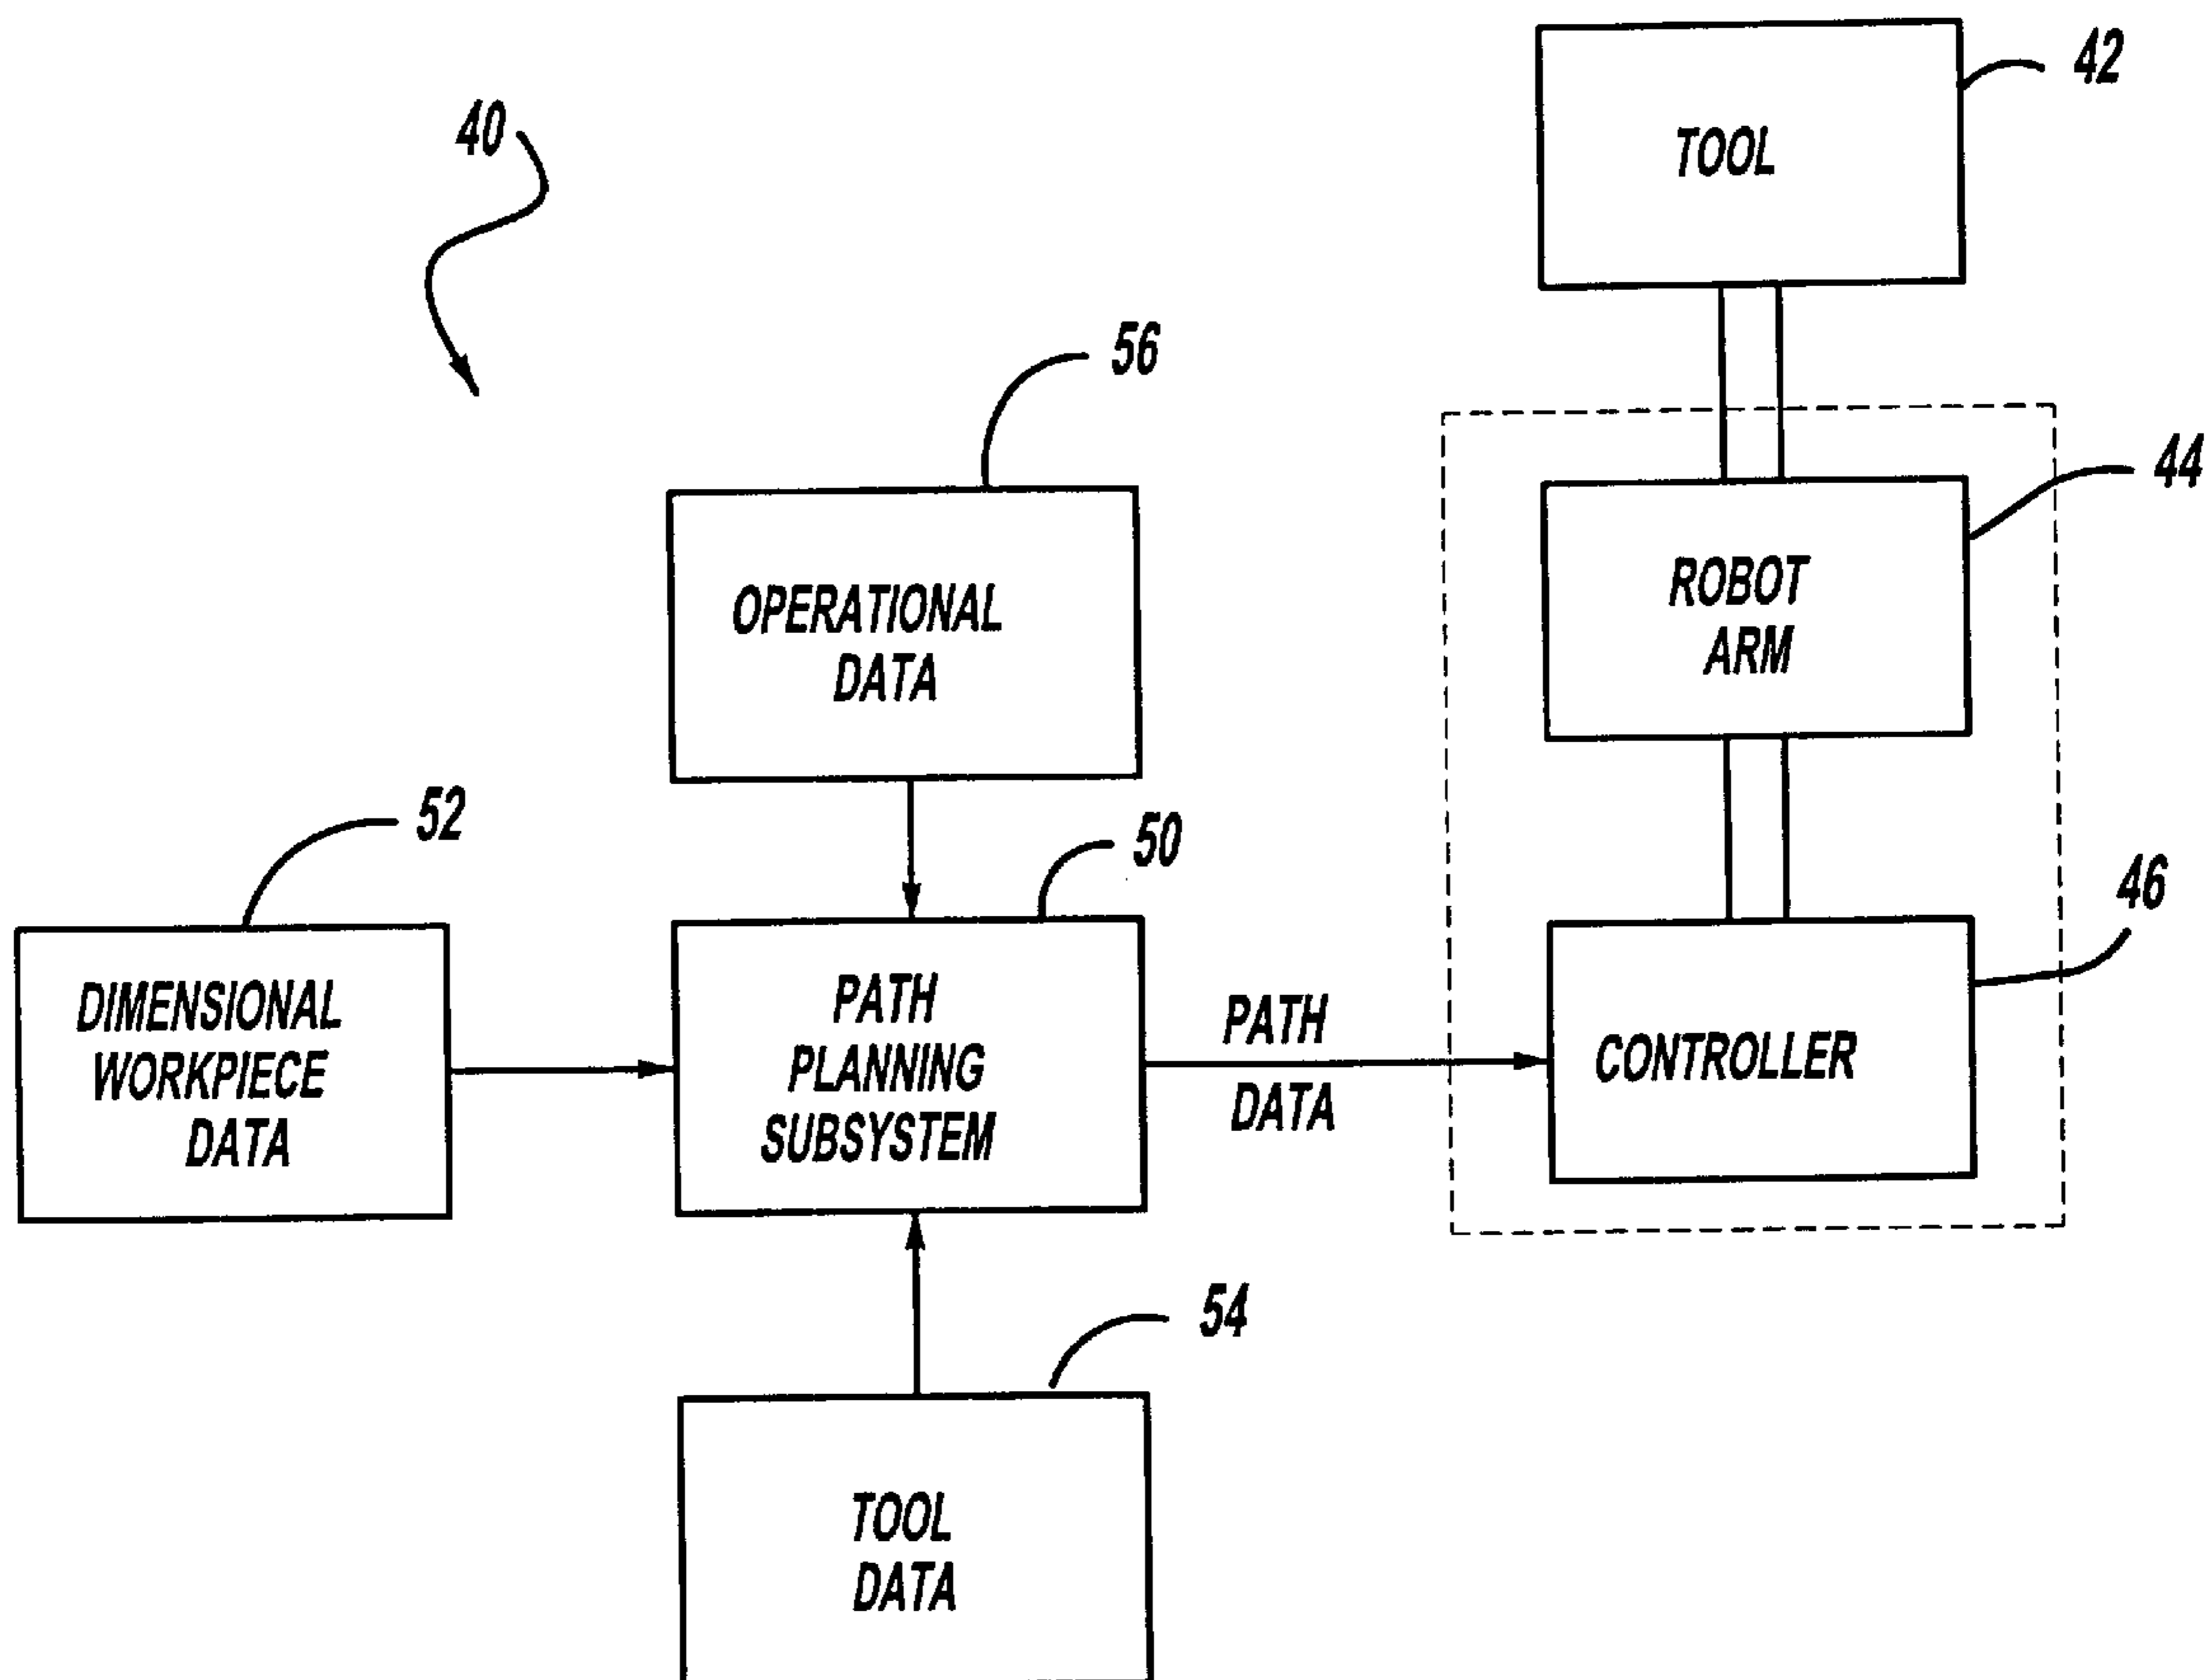 42
TOOL
40
56
44
ROBOT
ARM
OPERATIONAL
DATA
52
50
46
DIMENSIONAL
WORKPIECE
DATA
PATH
PLANNING
SUBSYSTEM
PATH
DATA
CONTROLLER
54
TOOL
DATA